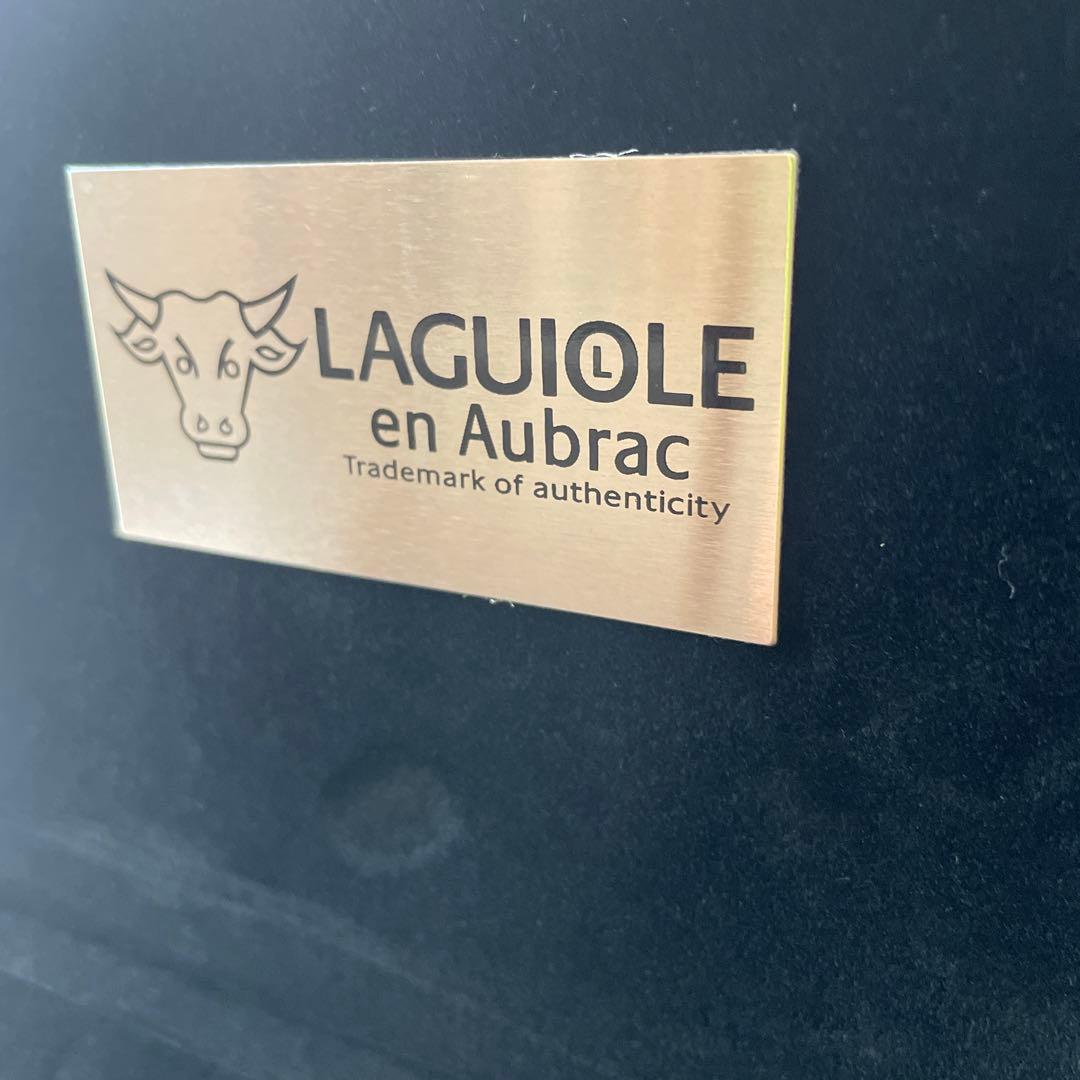 LAGUIOLE
en Aubrac
Trademark of authenticity